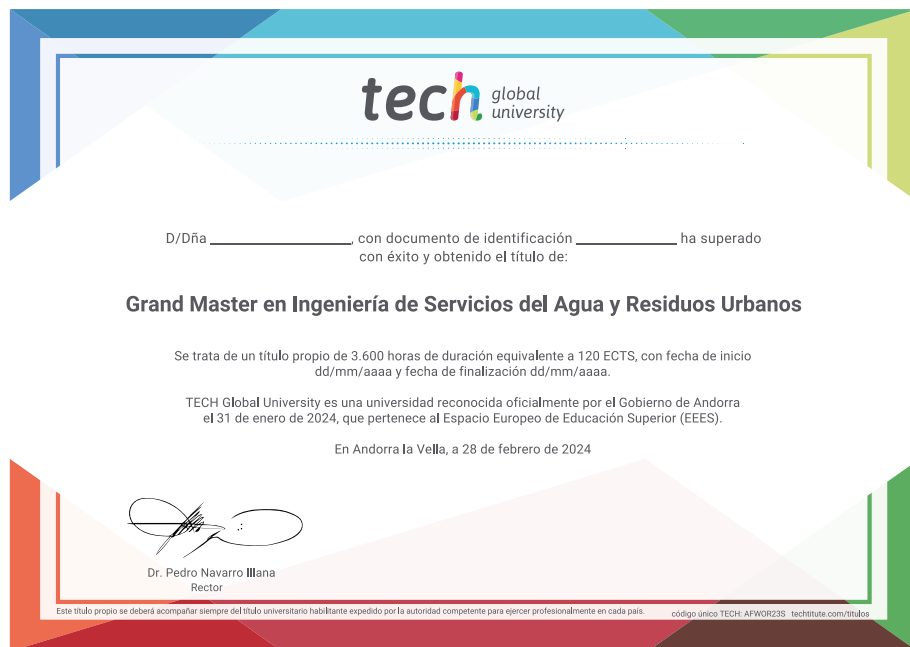 tech global university
D/Dña ________________, con documento de identificación ____________ ha superado
con éxito y obtenido el título de:
Grand Master en Ingeniería de Servicios del Agua y Residuos Urbanos
Se trata de un título propio de 3.600 horas de duración equivalente a 120 ECTS, con fecha de inicio
dd/mm/aaaa y fecha de finalización dd/mm/aaaa.
TECH Global University es una universidad reconocida oficialmente por el Gobierno de Andorra
el 31 de enero de 2024, que pertenece al Espacio Europeo de Educación Superior (EEES).
En Andorra la Vella, a 28 de febrero de 2024
Dr. Pedro Navarro Illana
Rector
Este título propio se deberá acompañar siempre del título universitario habilitante expedido por la autoridad competente para ejercer profesionalmente en cada país.
código único TECH: AFWOR23S techtitute.com/titulos